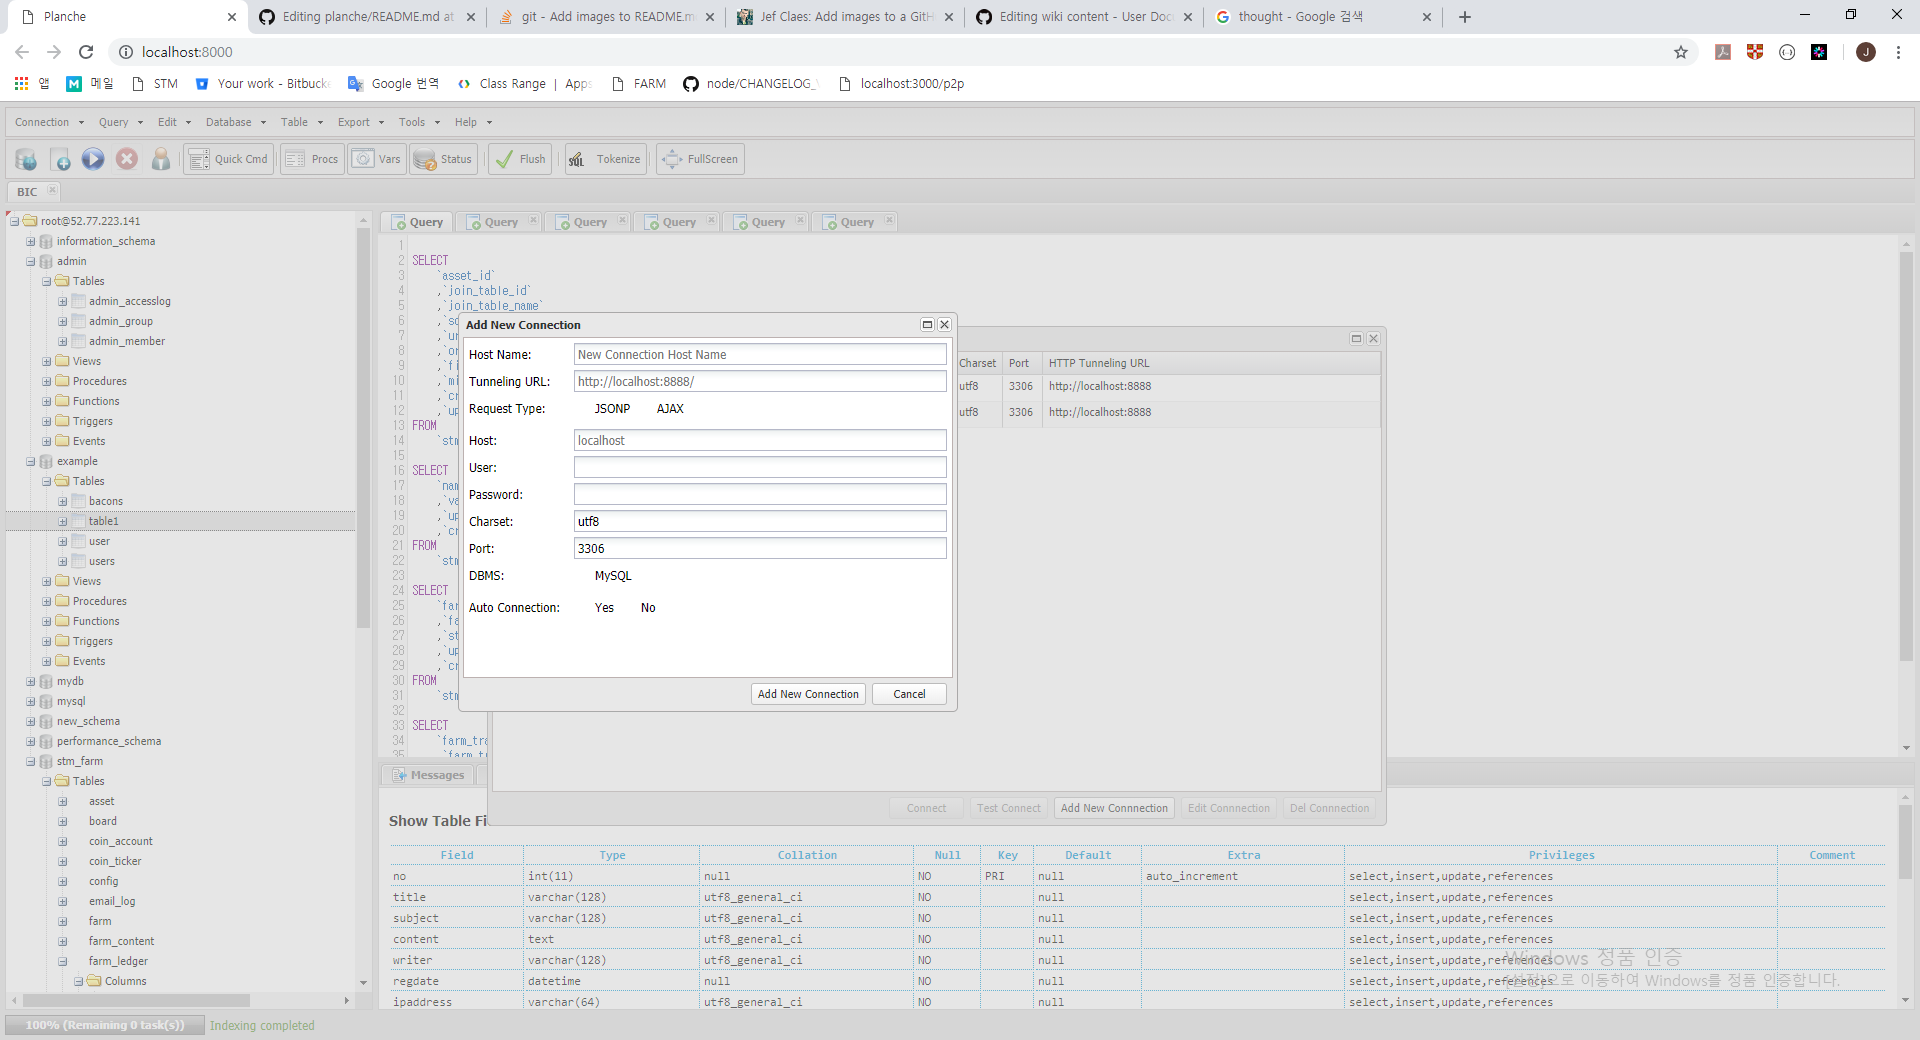 Planche
Editing planche/README.md at
git - Add images to README.m
Jef Claes: Add images to a GitH
Editing wiki content - User Doc
thought - Google 검색
localhost:8000
J
앱
M 메일
STM
Your work - Bitbucke
Google 번역
Class Range | Apps
FARM
node/CHANGELOG_
localhost:3000/p2p
Connection Query Edit Database Table Export Tools Help
Quick Cmd Procs Vars Status Flush SQL Tokenize FullScreen
BIC
root@52.77.223.141
information_schema
admin
Tables
admin_accesslog
admin_group
admin_member
Views
Procedures
Functions
Triggers
Events
example
Tables
bacons
table1
user
users
Views
Procedures
Functions
Triggers
Events
mydb
mysql
new_schema
performance_schema
stm_farm
Tables
asset
board
coin_account
coin_ticker
config
email_log
farm
farm_content
farm_ledger
Columns
100% (Remaining 0 task(s)) Indexing completed
Query Query Query Query Query Query
1
2 SELECT
3 `asset_id`
4 ,`join_table_id`
5 ,`join_table_name`
6 ,`so
7 ,`ur
8 ,`or
9 ,`fi
10 ,`mi
11 ,`cr
12 ,`up
13 FROM
14 `stm
15
16 SELECT
17 `nam
18 ,`va
19 ,`up
20 ,`cr
21 FROM
22 `stm
23
24 SELECT
25 `far
26 ,`fa
27 ,`st
28 ,`up
29 ,`cr
30 FROM
31 `stm
32
33 SELECT
34 `farm_tra
35 `farm_t
Add New Connection
Host Name: New Connection Host Name
Tunneling URL: http://localhost:8888/
Request Type: JSONP AJAX
Host: localhost
User:
Password:
Charset: utf8
Port: 3306
DBMS: MySQL
Auto Connection: Yes No
Add New Connection Cancel
Charset Port HTTP Tunneling URL
utf8 3306 http://localhost:8888
utf8 3306 http://localhost:8888
Connect Test Connect Add New Connnection Edit Connnection Del Connnection
Messages
Show Table Fi
Field Type Collation Null Key Default Extra Privileges Comment
no int(11) null NO PRI null auto_increment select,insert,update,references
title varchar(128) utf8_general_ci NO null select,insert,update,references
subject varchar(128) utf8_general_ci NO null select,insert,update,references
content text utf8_general_ci NO null select,insert,update,references
writer varchar(128) utf8_general_ci NO null select,insert,update,references
regdate datetime null NO null select,insert,update,references
ipaddress varchar(64) utf8_general_ci NO null select,insert,update,references
Windows 정품 인증
[설정]으로 이동하여 Windows를 정품 인증합니다.